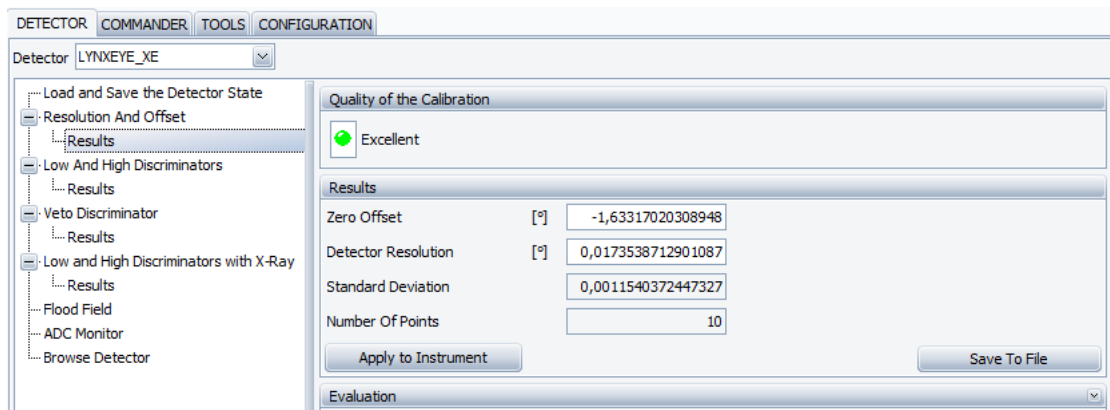 DETECTOR COMMANDER TOOLS CONFIGURATION
Detector LYNXEYE_XE
Load and Save the Detector State
Resolution And Offset
Results
Low And High Discriminators
Results
Veto Discriminator
Results
Low and High Discriminators with X-Ray
Results
Flood Field
ADC Monitor
Browse Detector
Quality of the Calibration
Excellent
Results
Zero Offset [°] -1,63317020308948
Detector Resolution [°] 0,0173538712901087
Standard Deviation 0,0011540372447327
Number Of Points 10
Apply to Instrument Save To File
Evaluation